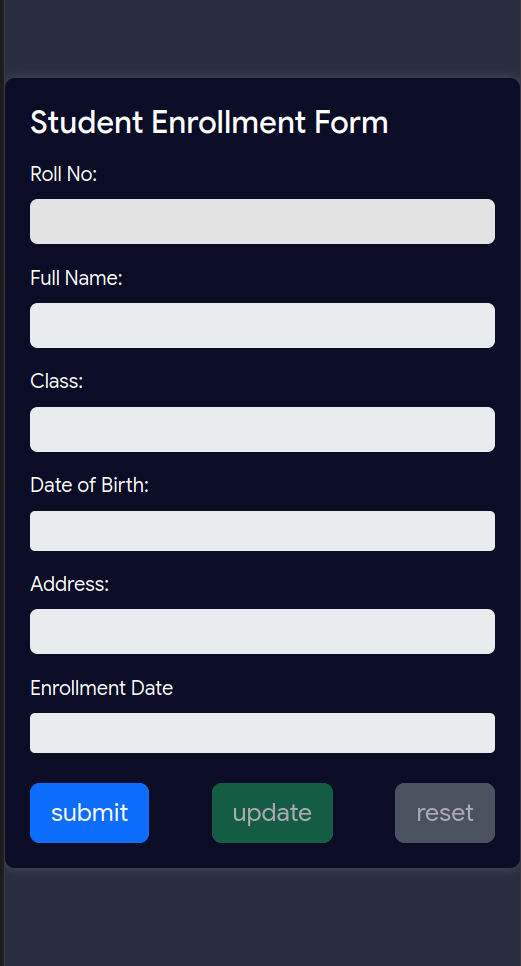 Student Enrollment Form
Roll No:
Full Name:
Class:
Date of Birth:
Address:
Enrollment Date
submit update reset